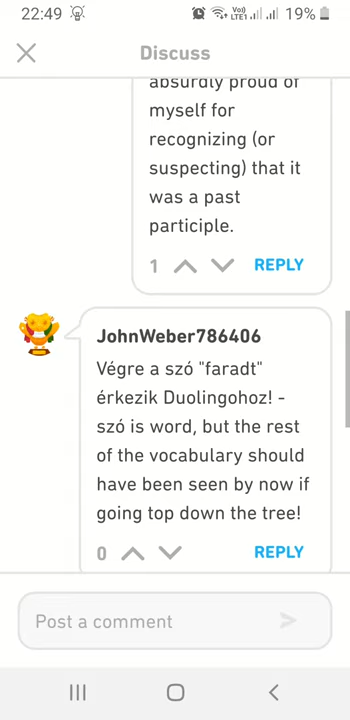 22:49
Vo)
LTE1
19%
Discuss
absurdly proud of
myself for
recognizing (or
suspecting) that it
was a past
participle.
1
REPLY
JohnWeber786406
Végre a szó "faradt"
érkezik Duolingohoz! -
szó is word, but the rest
of the vocabulary should
have been seen by now if
going top down the tree!
0
REPLY
Post a comment